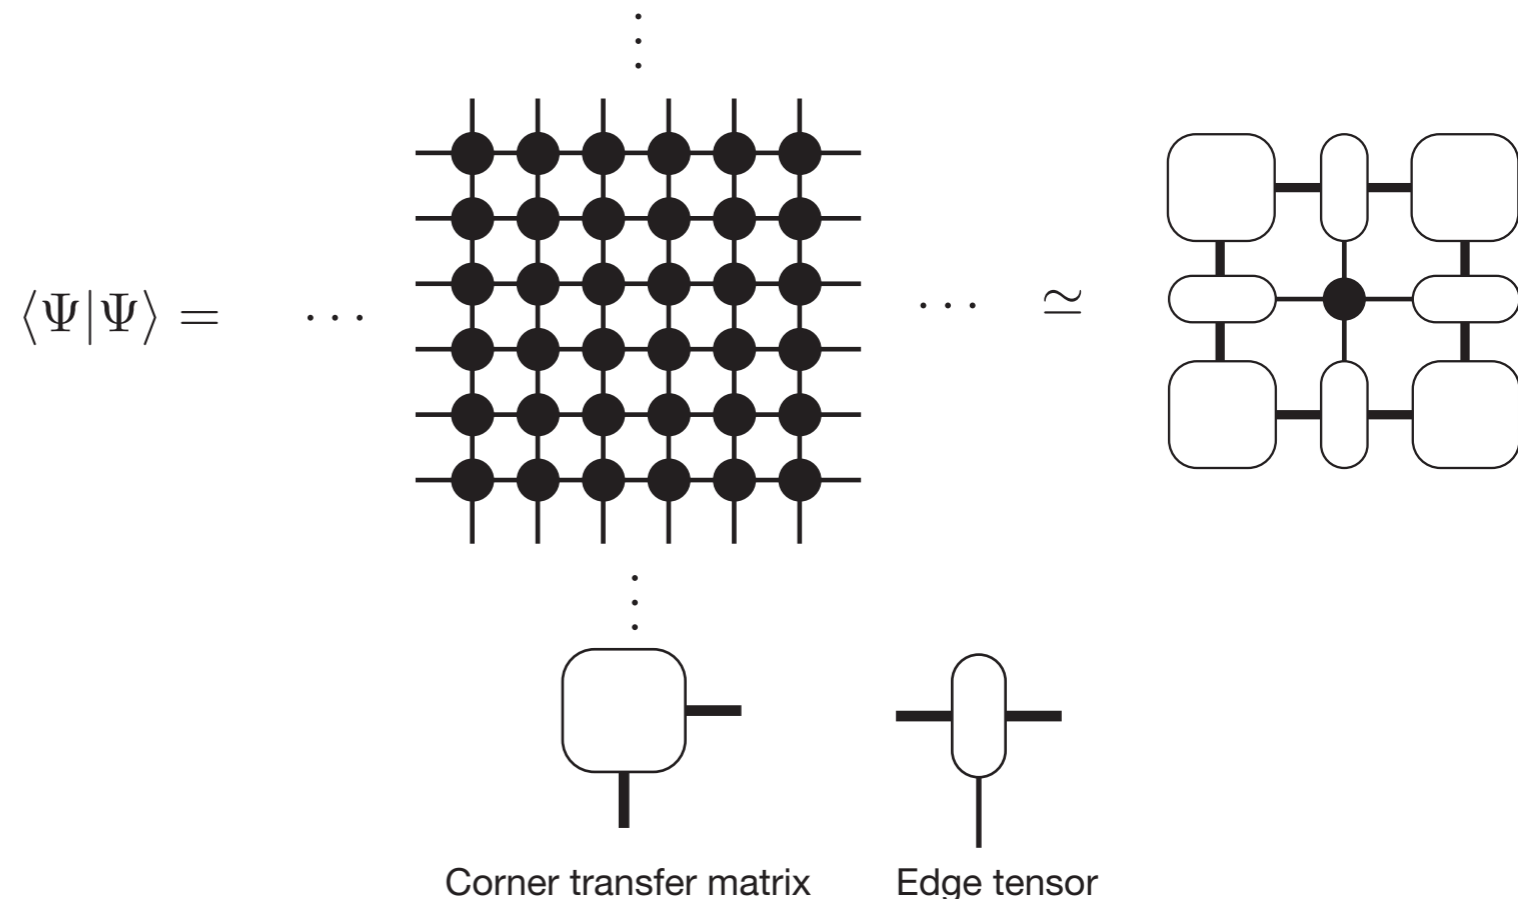 ⟨Ψ|Ψ⟩ = ⋯ ⋯ ≃
Corner transfer matrix Edge tensor